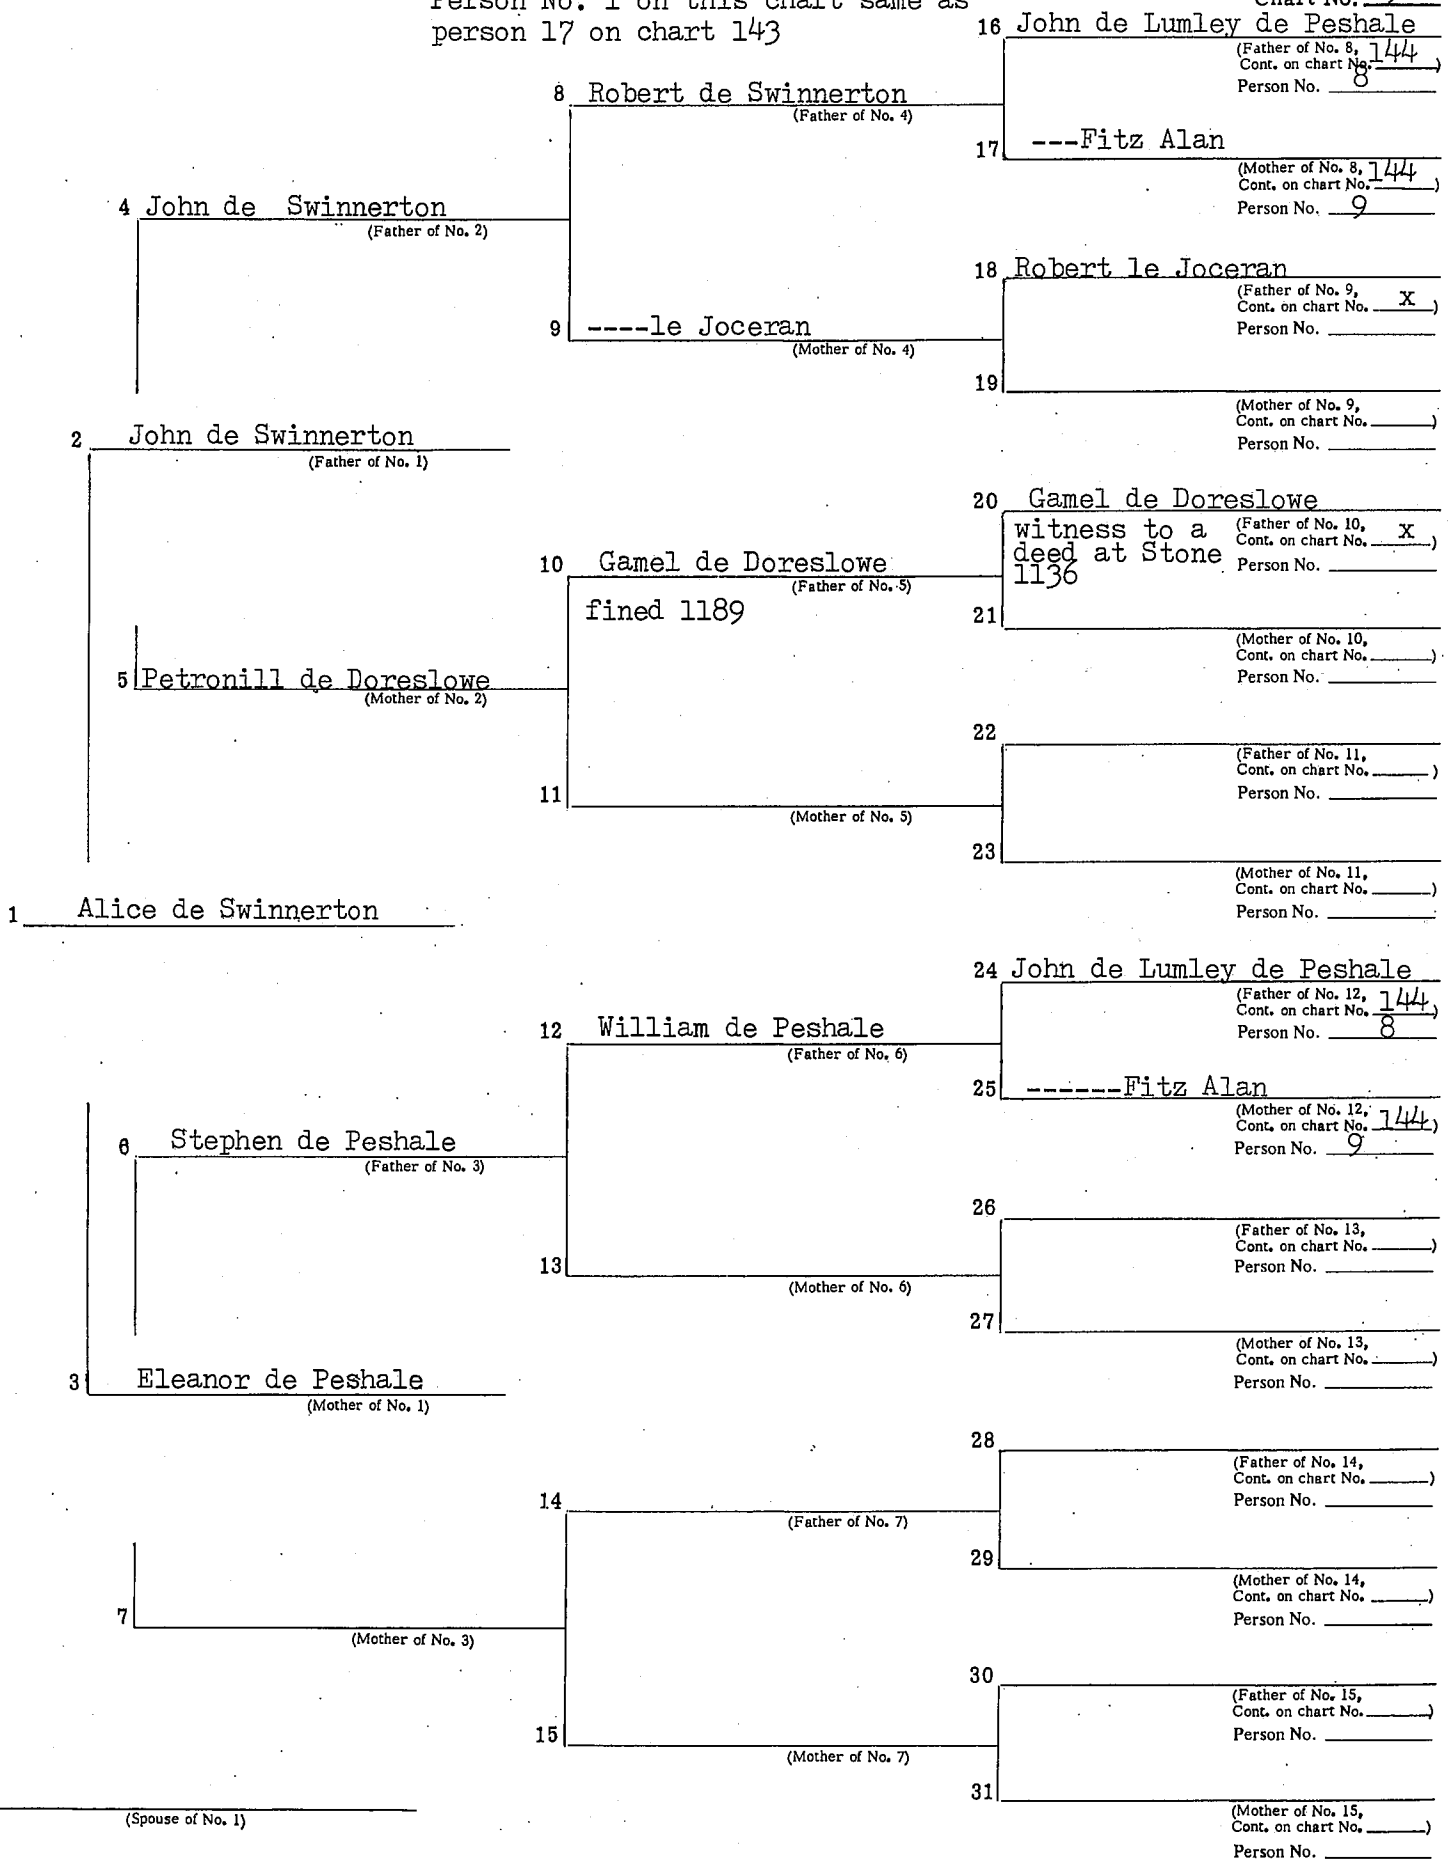 Person No. 1 on this chart same as
person 17 on chart 143
Chart No.
16 John de Lumley de Peshale
(Father of No. 8,
Cont. on chart No. 144)
Person No. 8
8 Robert de Swinnerton
(Father of No. 4)
17 ---Fitz Alan
(Mother of No. 8,
Cont. on chart No. 144)
Person No. 9
4 John de Swinnerton
(Father of No. 2)
18 Robert le Joceran
(Father of No. 9,
Cont. on chart No. x)
Person No.
9 ----le Joceran
(Mother of No. 4)
19
(Mother of No. 9,
Cont. on chart No. )
Person No.
2 John de Swinnerton
(Father of No. 1)
20 Gamel de Doreslowe
witness to a
deed at Stone
1136
(Father of No. 10,
Cont. on chart No. x)
Person No.
10 Gamel de Doreslowe
(Father of No. 5)
fined 1189
21
(Mother of No. 10,
Cont. on chart No. )
Person No.
5 Petronill de Doreslowe
(Mother of No. 2)
22
(Father of No. 11,
Cont. on chart No. )
Person No.
11
(Mother of No. 5)
23
(Mother of No. 11,
Cont. on chart No. )
Person No.
1 Alice de Swinnerton
24 John de Lumley de Peshale
(Father of No. 12,
Cont. on chart No. 144)
Person No. 8
12 William de Peshale
(Father of No. 6)
25 ------Fitz Alan
(Mother of No. 12,
Cont. on chart No. 144)
Person No. 9
6 Stephen de Peshale
(Father of No. 3)
26
(Father of No. 13,
Cont. on chart No. )
Person No.
13
(Mother of No. 6)
27
(Mother of No. 13,
Cont. on chart No. )
Person No.
3 Eleanor de Peshale
(Mother of No. 1)
28
(Father of No. 14,
Cont. on chart No. )
Person No.
14
(Father of No. 7)
29
(Mother of No. 14,
Cont. on chart No. )
Person No.
7
(Mother of No. 3)
30
(Father of No. 15,
Cont. on chart No. )
Person No.
15
(Mother of No. 7)
31
(Mother of No. 15,
Cont. on chart No. )
Person No.
(Spouse of No. 1)